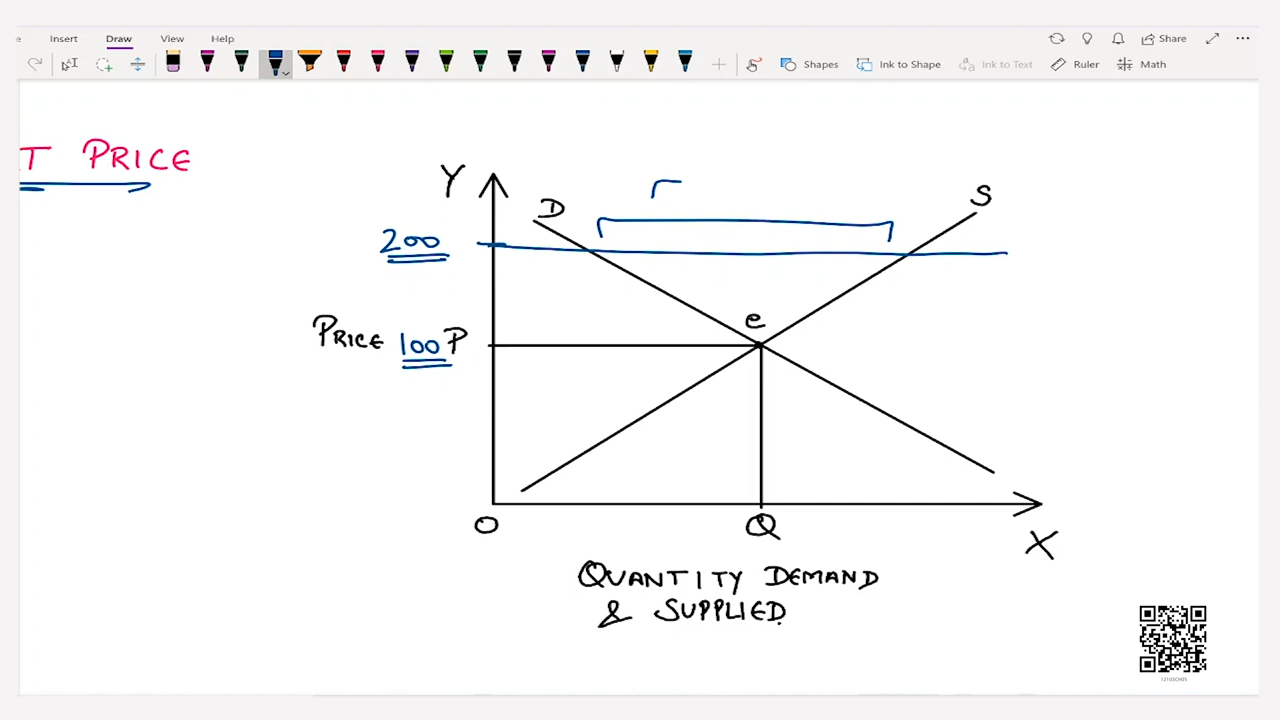 Insert Draw View Help Share
Shapes Ink to Shape Ink to Text Ruler Math
T PRICE
Y
D
S
200
e
PRICE 100 P
O
Q
X
QUANTITY DEMAND
& SUPPLIED
12103CH05